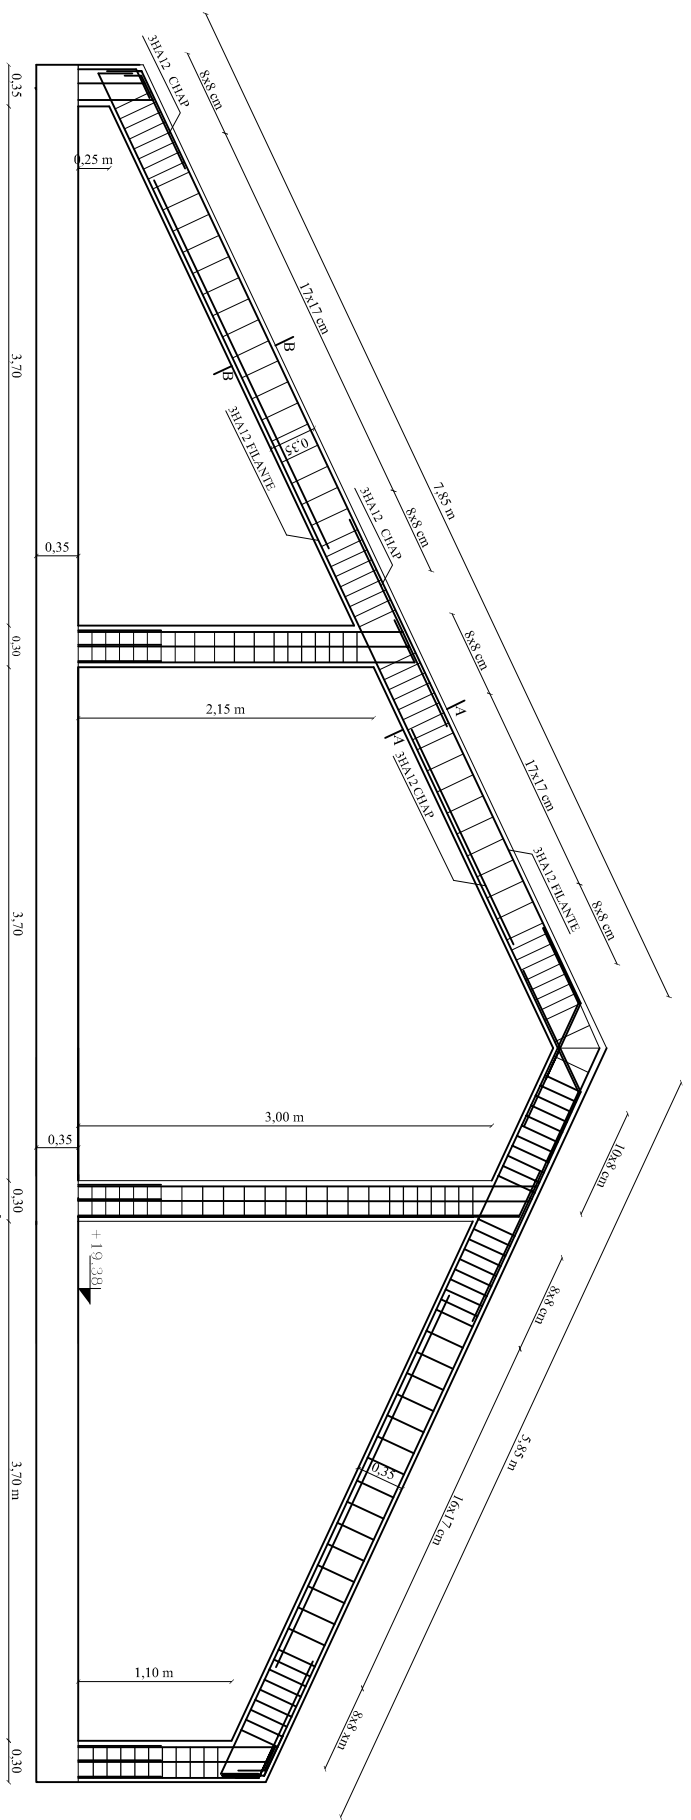 3HA12 CHAP
8x8 cm
0,35
0,25 m
17x17 cm
B
B
3,70
3HA12 FILANTE
0,35
3HA12 CHAP
7,85 m
8x8 cm
0,35
0,30
8x8 cm
2,15 m
A
A
3HA12 CHAP
17x17 cm
3HA12 FILANTE
3,70
8x8 cm
3,00 m
0,35
10x8 cm
0,30
+19,38
8x8 cm
5,85 m
0,35
3,70 m
16x17 cm
1,10 m
8x8 xm
0,30